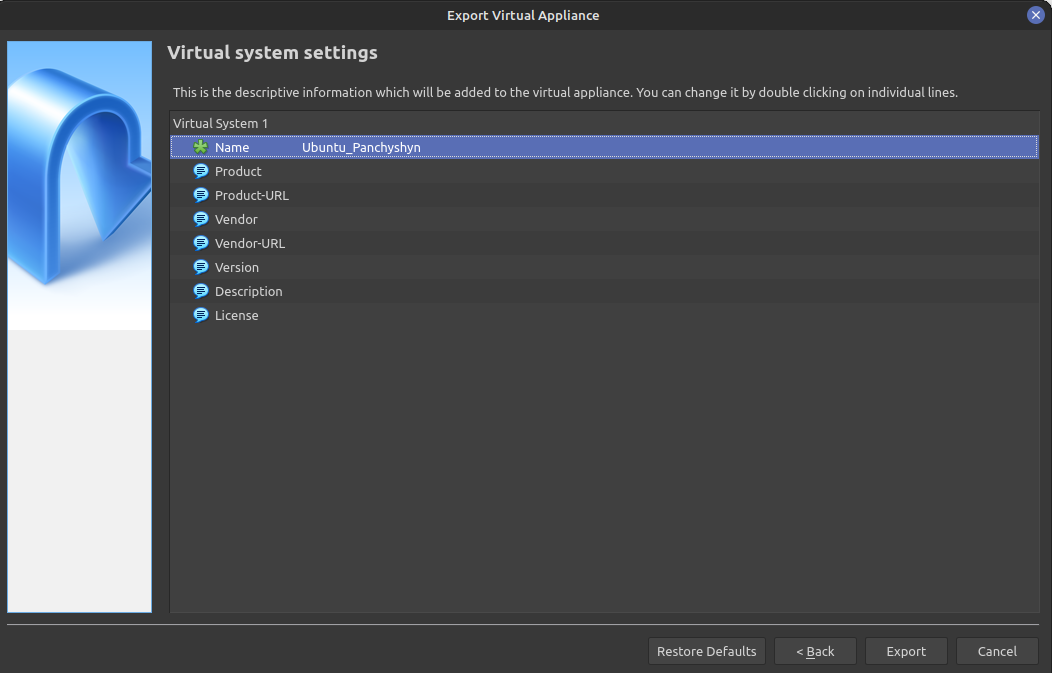 Export Virtual Appliance
Virtual system settings
This is the descriptive information which will be added to the virtual appliance. You can change it by double clicking on individual lines.
Virtual System 1
Name Ubuntu_Panchyshyn
Product
Product-URL
Vendor
Vendor-URL
Version
Description
License
Restore Defaults < Back Export Cancel